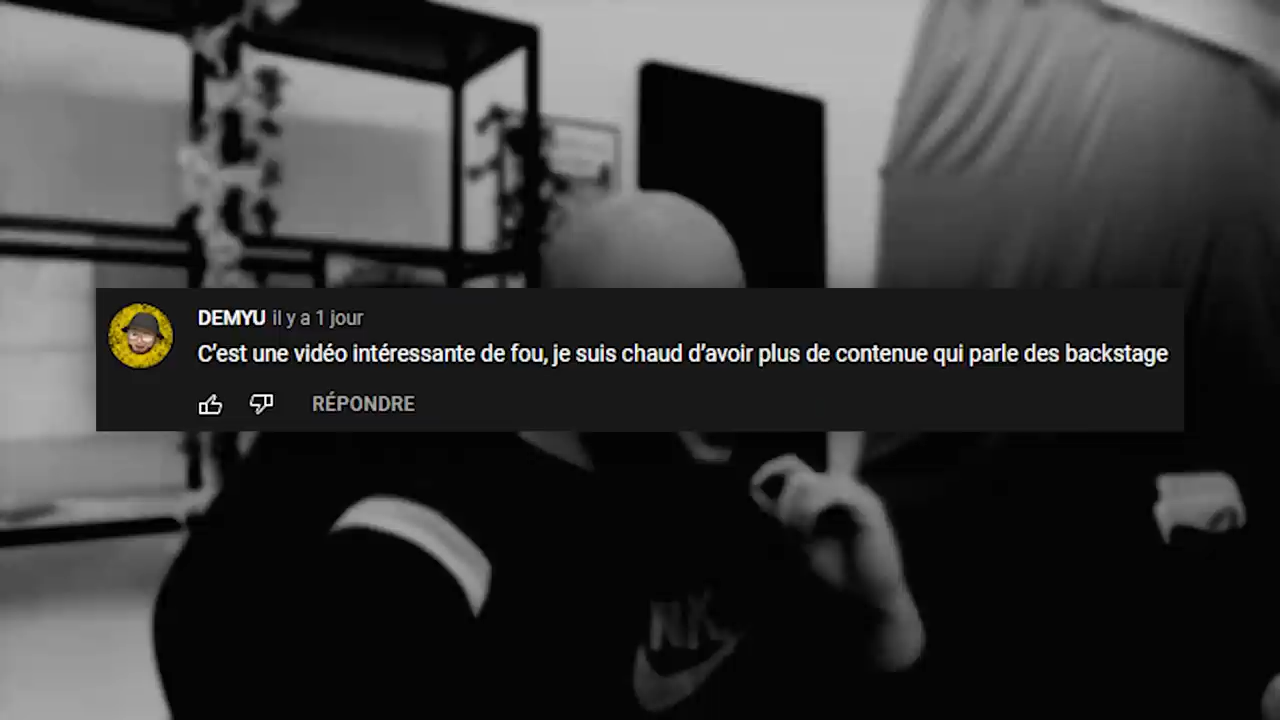 DEMYU il y a 1 jour
C'est une vidéo intéressante de fou, je suis chaud d'avoir plus de contenue qui parle des backstage
RÉPONDRE
NK